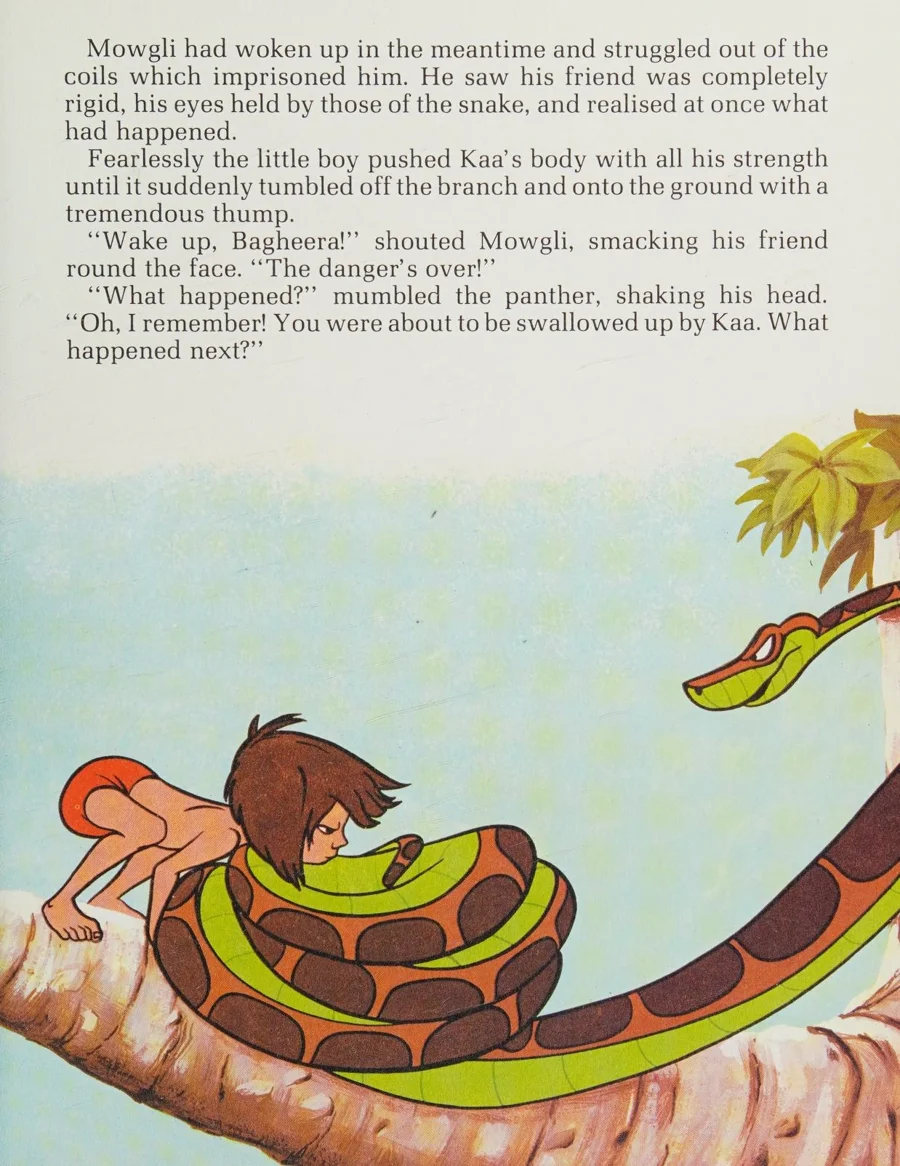 Mowgli had woken up in the meantime and struggled out of the
coils which imprisoned him. He saw his friend was completely
rigid, his eyes held by those of the snake, and realised at once what
had happened.
Fearlessly the little boy pushed Kaa's body with all his strength
until it suddenly tumbled off the branch and onto the ground with a
tremendous thump.
‘‘Wake up, Bagheera!’’ shouted Mowgli, smacking his friend
round the face. ‘‘The danger's over!’’
‘‘What happened?’’ mumbled the panther, shaking his head.
‘‘Oh, I remember! You were about to be swallowed up by Kaa. What
happened next?’’